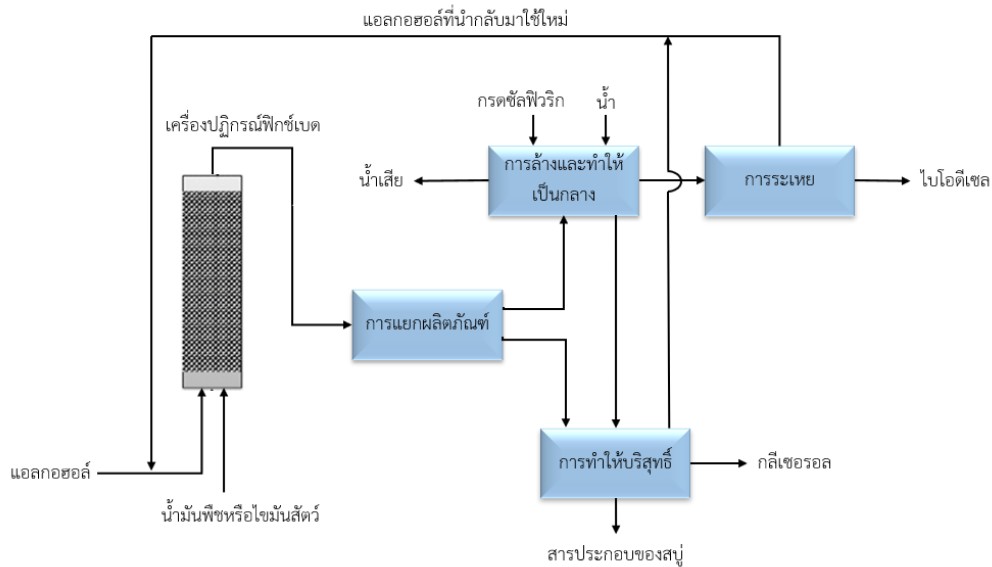 แอลกอฮอล์ที่นำกลับมาใช้ใหม่
กรดซัลฟิวริก
น้ำ
เครื่องปฏิกรณ์ฟิกซ์เบด
น้ำเสีย
การล้างและทำให้
เป็นกลาง
การระเหย
ไบโอดีเซล
การแยกผลิตภัณฑ์
แอลกอฮอล์
น้ำมันพืชหรือไขมันสัตว์
การทำให้บริสุทธิ์
กลีเซอรอล
สารประกอบของสบู่